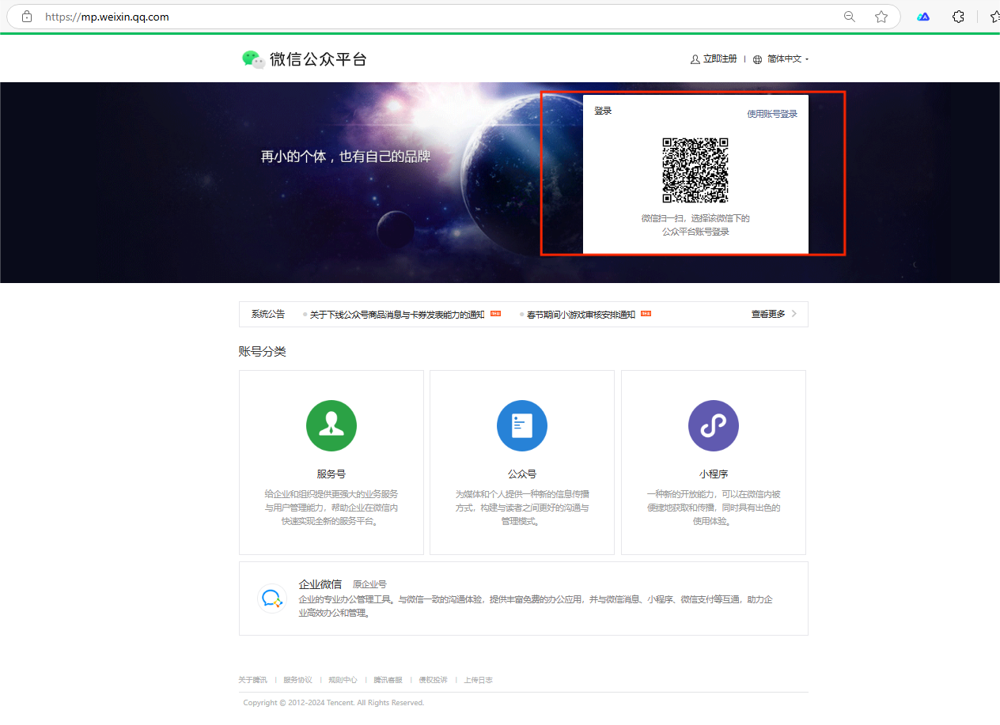 https://mp.weixin.qq.com
微信公众平台
立即注册
简体中文
再小的个体，也有自己的品牌
登录
使用账号登录
微信扫一扫，选择该微信下的
公众平台账号登录
系统公告
关于下线公众号商品消息与卡券发表能力的通知
春节期间小游戏审核安排通知
查看更多
账号分类
服务号
给企业和组织提供更强大的业务服务
与用户管理能力，帮助企业在微信内
快速实现全新的服务平台。
公众号
为媒体和个人提供一种新的信息传播
方式，构建与读者之间更好的沟通与
管理模式。
小程序
一种新的开放能力，可以在微信内被
便捷地获取和传播，同时具有出色的
使用体验。
企业微信 原企业号
企业的专业办公管理工具。与微信一致的沟通体验，提供丰富免费的办公应用，并与微信消息、小程序、微信支付等互通，助力企
业高效办公和管理。
关于腾讯 | 服务协议 | 规则中心 | 腾讯客服 | 侵权投诉 | 上传日志
Copyright © 2012-2024 Tencent. All Rights Reserved.